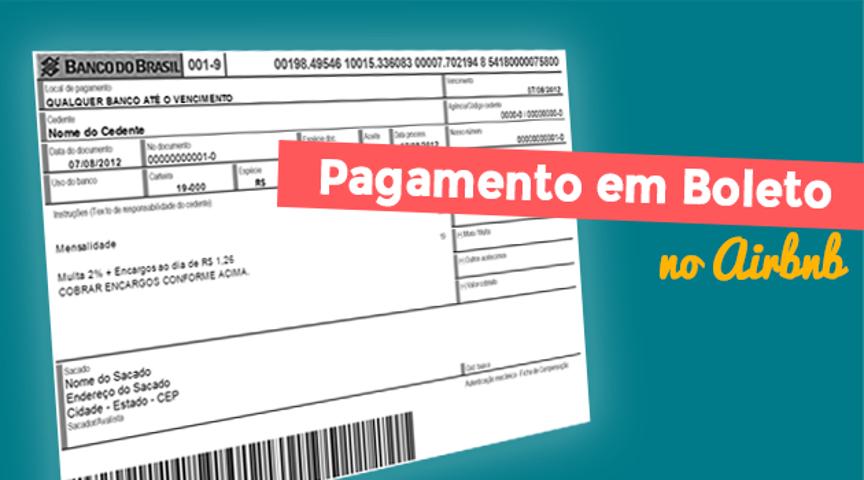 BANCO DO BRASIL 001-9 00198.49546 10015.336083 00007.702194 8 54180000075800
Local de pagamento Vencimento
QUALQUER BANCO ATÉ O VENCIMENTO 07/08/2012
Cedente Agência/Código cedente
Nome do Cedente 0000-0 / 00000000-0
Data do documento No documento Espécie doc. Aceite Data process. Nosso número
07/08/2012 00000000001-0 00000000001-0
Uso do banco Carteira Espécie
19-000 R$
Pagamento em Boleto
no Airbnb
Instruções (Texto de responsabilidade do cedente)
Mensalidade
(+) Mora / Multa
Multa 2% + Encargos ao dia de R$ 1,26
(+) Outros acréscimos
COBRAR ENCARGOS CONFORME ACIMA.
(=) Valor cobrado
Sacado
Nome do Sacado
Endereço do Sacado
Cidade - Estado - CEP
Sacador/Avalista
Cód. baixa
Autenticação mecânica - Ficha de Compensação